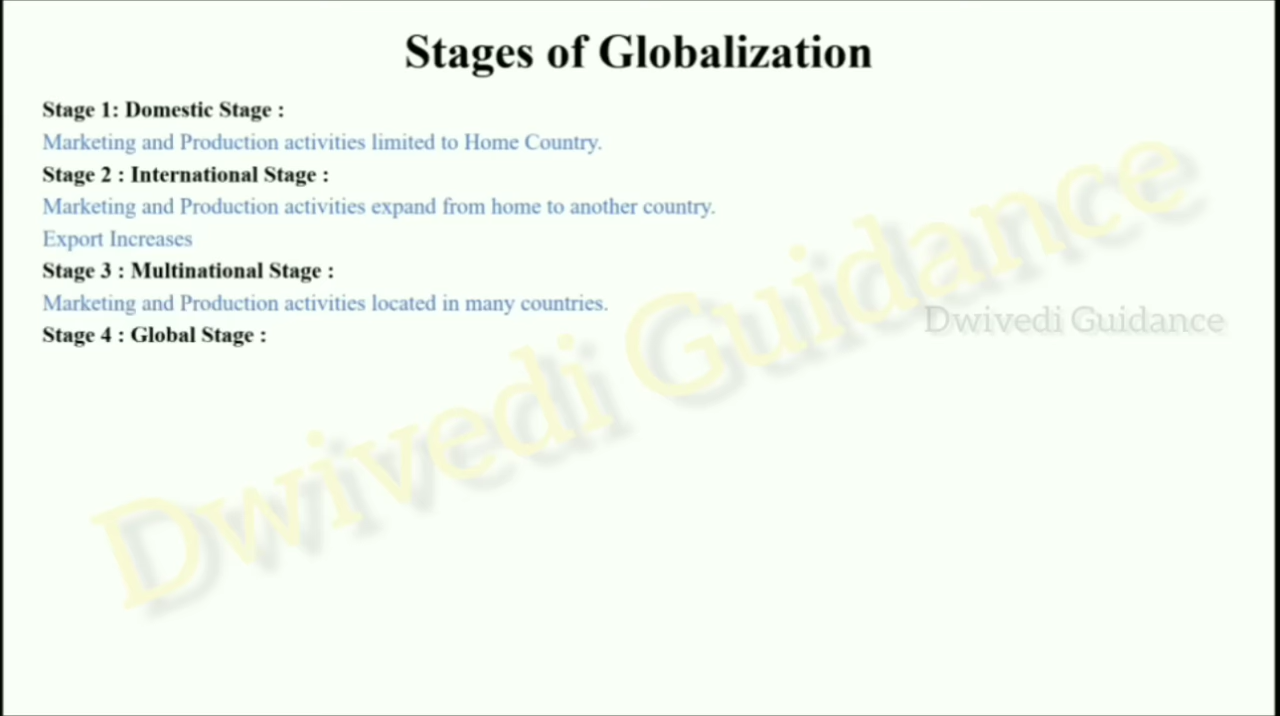 Stages of Globalization
Stage 1: Domestic Stage :
Marketing and Production activities limited to Home Country.
Stage 2 : International Stage :
Marketing and Production activities expand from home to another country.
Export Increases
Stage 3 : Multinational Stage :
Marketing and Production activities located in many countries.
Stage 4 : Global Stage :
Dwivedi Guidance
Dwivedi Guidance